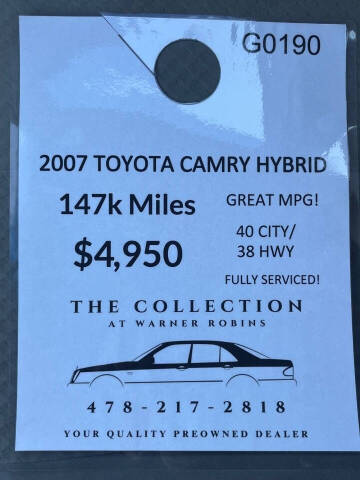 G0190
2007 TOYOTA CAMRY HYBRID
147k Miles
GREAT MPG!
$4,950
40 CITY/
38 HWY
FULLY SERVICED!
THE COLLECTION
AT WARNER ROBINS
478-217-2818
YOUR QUALITY PREOWNED DEALER